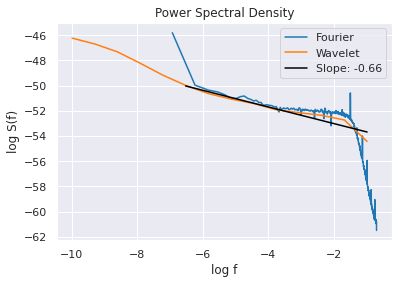 Power Spectral Density
Fourier
Wavelet
Slope: -0.66
log S(f)
−46
−48
−50
−52
−54
−56
−58
−60
−62
−10
−8
−6
−4
−2
log f